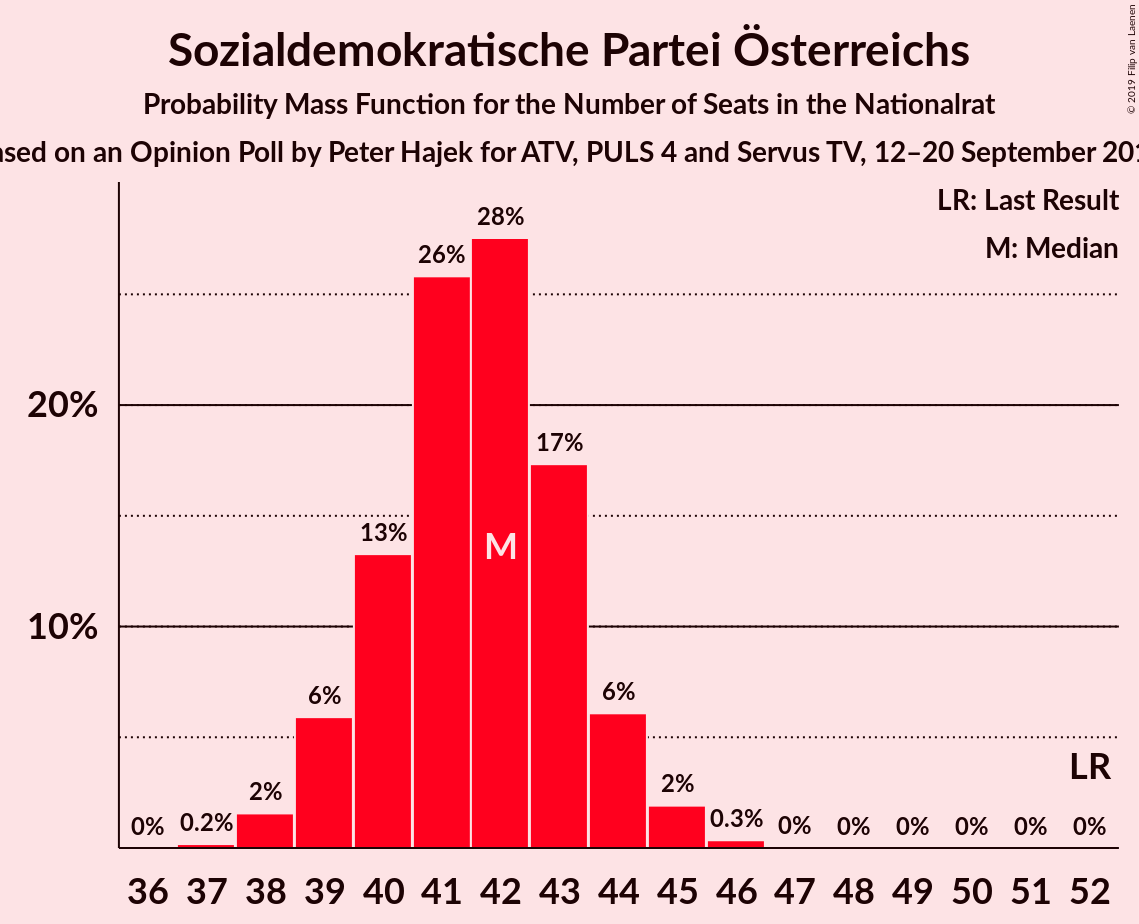 Sozialdemokratische Partei Österreichs
Probability Mass Function for the Number of Seats in the Nationalrat
on an Opinion Poll by Peter Hajek for ATV, PULS 4 and Servus TV, 12–20 September
© 2019 Filip van Laenen
LR: Last Result
M: Median
28%
26%
20%
17%
13%
M
10%
6%
6%
LR
2%
2%
0%
0.2%
0.3%
0%
0%
0%
0%
0%
0%
36 37 38 39 40 41 42 43 44 45 46 47 48 49 50 51 52